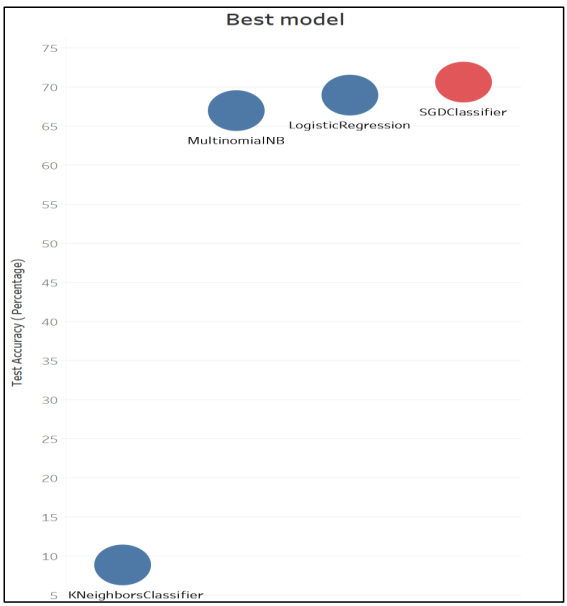 Best model
75
70
65
60
55
50
45
40
35
30
25
20
15
10
5
Test Accuracy ( Percentage)
SGDClassifier
LogisticRegression
MultinomialNB
KNeighborsClassifier